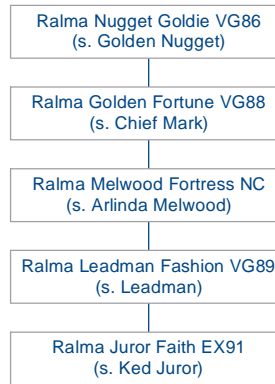 Ralma Nugget Goldie VG86
(s. Golden Nugget)
Ralma Golden Fortune VG88
(s. Chief Mark)
Ralma Melwood Fortress NC
(s. Arlinda Melwood)
Ralma Leadman Fashion VG89
(s. Leadman)
Ralma Juror Faith EX91
(s. Ked Juror)